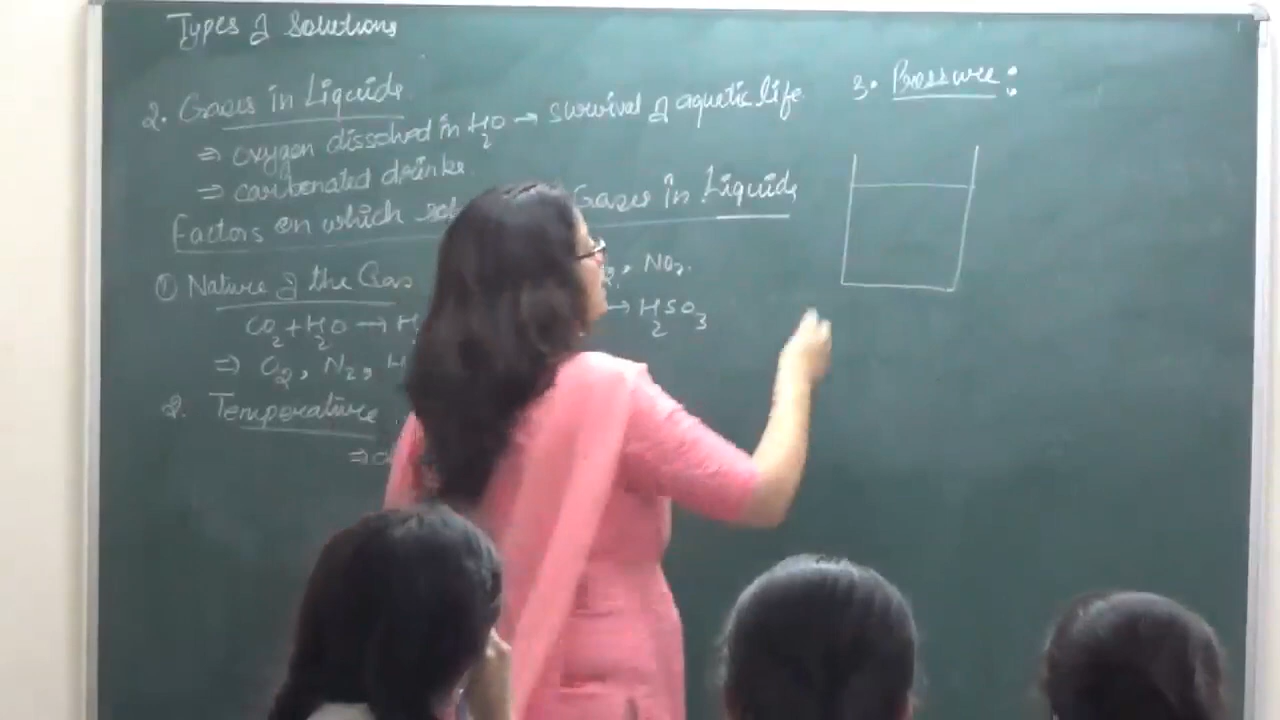 Types of Solutions
2. Gases in Liquids
⇒ oxygen dissolved in H2O → survival of aquatic life
⇒ carbonated drinks.
Factors on which Gases in Liquids
① Nature of the Gas NO2.
CO2 + H2O → H → H2SO3
⇒ O2, N2, H
2. Temperature
⇒
3. Pressure: